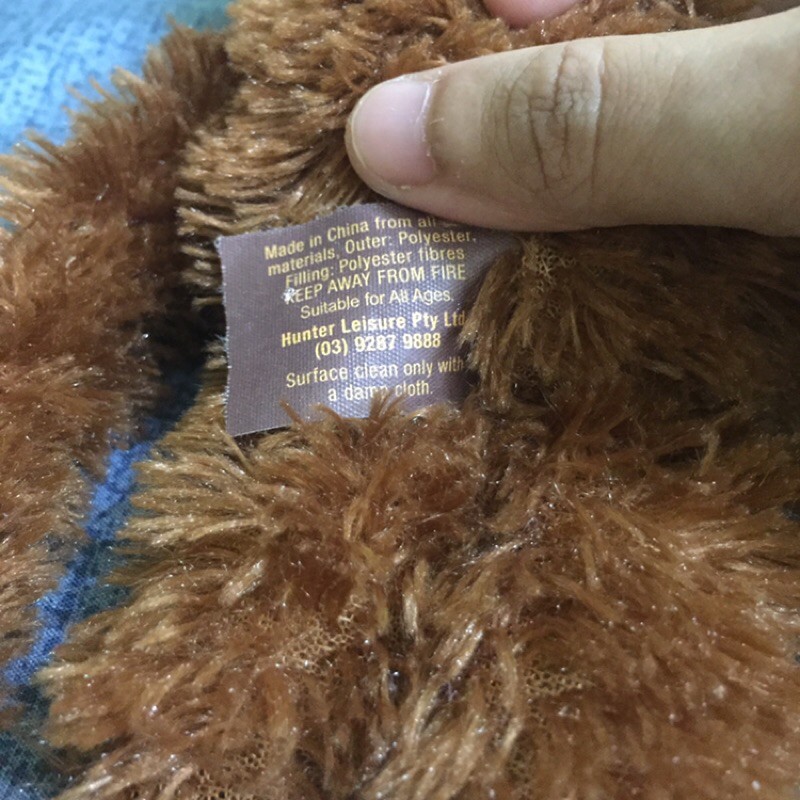 Made in China from all
materials, Outer: Polyester,
Filling: Polyester fibres
KEEP AWAY FROM FIRE
Suitable for All Ages.
Hunter Leisure Pty Ltd
(03) 9287 9888
Surface clean only with
a damp cloth.